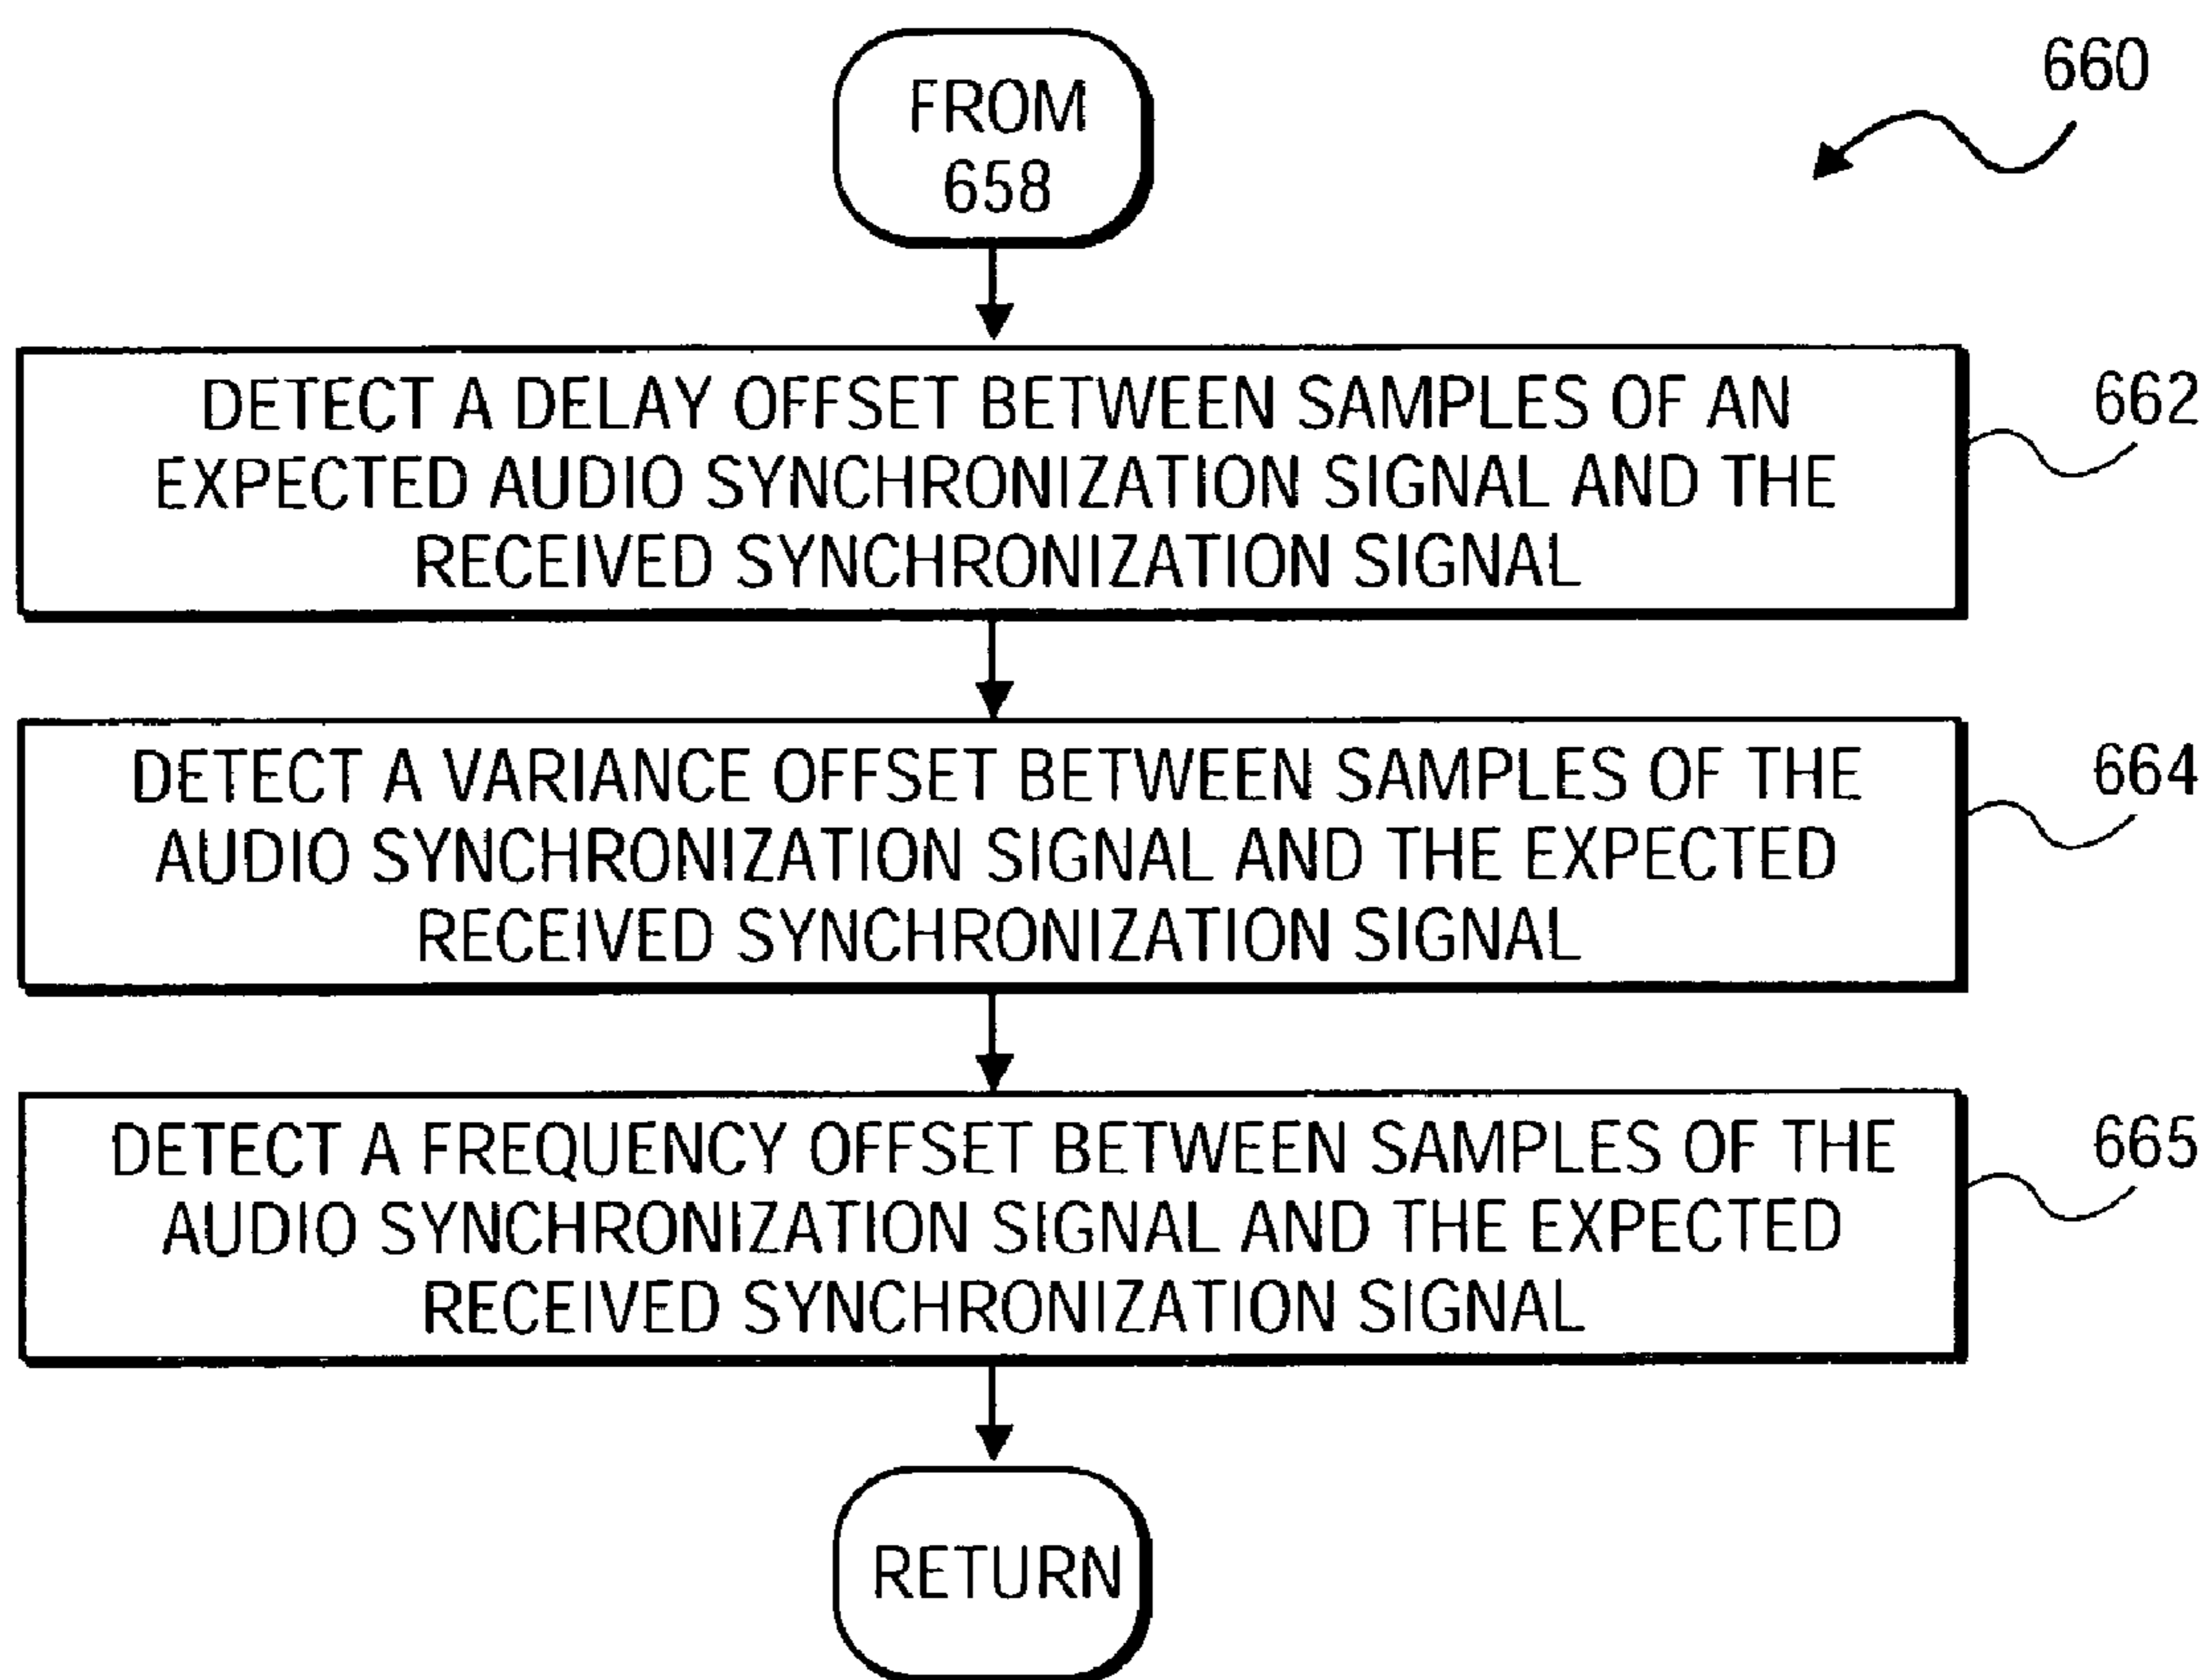 FROM
658
660
DETECT A DELAY OFFSET BETWEEN SAMPLES OF AN
EXPECTED AUDIO SYNCHRONIZATION SIGNAL AND THE
RECEIVED SYNCHRONIZATION SIGNAL
662
DETECT A VARIANCE OFFSET BETWEEN SAMPLES OF THE
AUDIO SYNCHRONIZATION SIGNAL AND THE EXPECTED
RECEIVED SYNCHRONIZATION SIGNAL
664
DETECT A FREQUENCY OFFSET BETWEEN SAMPLES OF THE
AUDIO SYNCHRONIZATION SIGNAL AND THE EXPECTED
RECEIVED SYNCHRONIZATION SIGNAL
665
RETURN